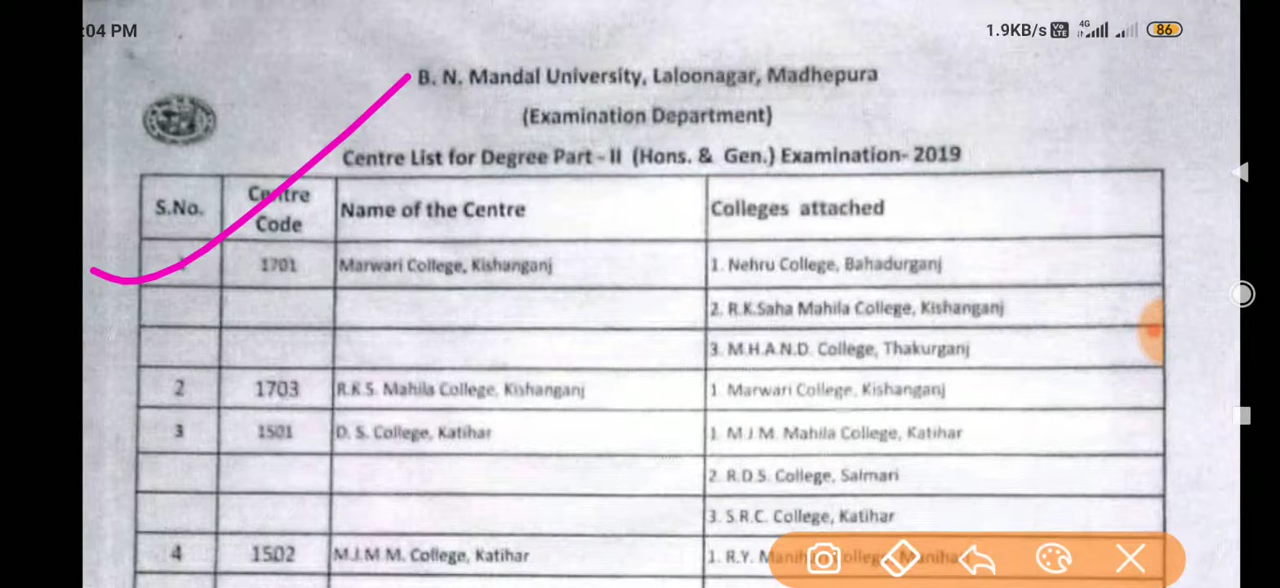 :04 PM 1.9KB/s Vo LTE 4G 86
B. N. Mandal University, Laloonagar, Madhepura
(Examination Department)
Centre List for Degree Part - II (Hons. & Gen.) Examination- 2019
S.No. Centre Code Name of the Centre Colleges attached
1701 Marwari College, Kishanganj 1. Nehru College, Bahadurganj
2. R.K.Saha Mahila College, Kishanganj
3. M.H.A.N.D. College, Thakurganj
2 1703 R.K.S. Mahila College, Kishanganj 1. Marwari College, Kishanganj
3 1501 D. S. College, Katihar 1. M.J.M. Mahila College, Katihar
2. R.D.S. College, Salmari
3. S.R.C. College, Katihar
4 1502 M.J.M M. College, Katihar 1. R.Y.